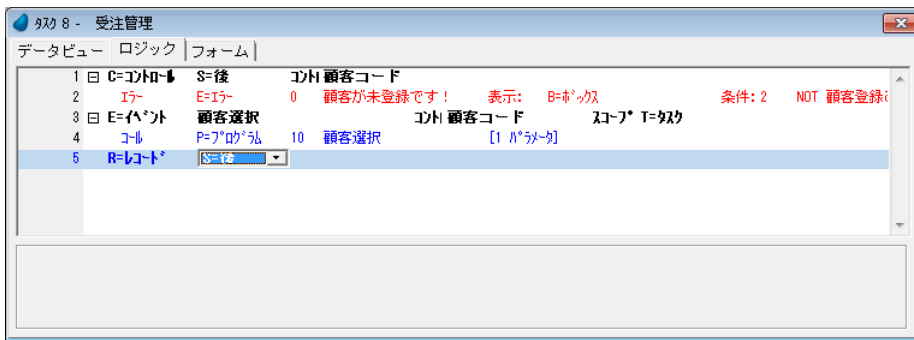 ﾀｽｸ 8 - 受注管理
データビュー ロジック フォーム
1 C=ｺﾝﾄﾛｰﾙ S=後 ｺﾝﾄ 顧客コード
2 ｴﾗｰ E=ｴﾗｰ 0 顧客が未登録です! 表示: B=ﾎﾞｯｸｽ 条件: 2 NOT 顧客登録
3 E=ｲﾍﾞﾝﾄ 顧客選択 ｺﾝﾄ 顧客コード ｽｺｰﾌﾟ T=ﾀｽｸ
4 ｺｰﾙ P=ﾌﾟﾛｸﾞﾗﾑ 10 顧客選択 [1 ﾊﾟﾗﾒｰﾀ]
5 R=ﾚｺｰﾄﾞ S=後